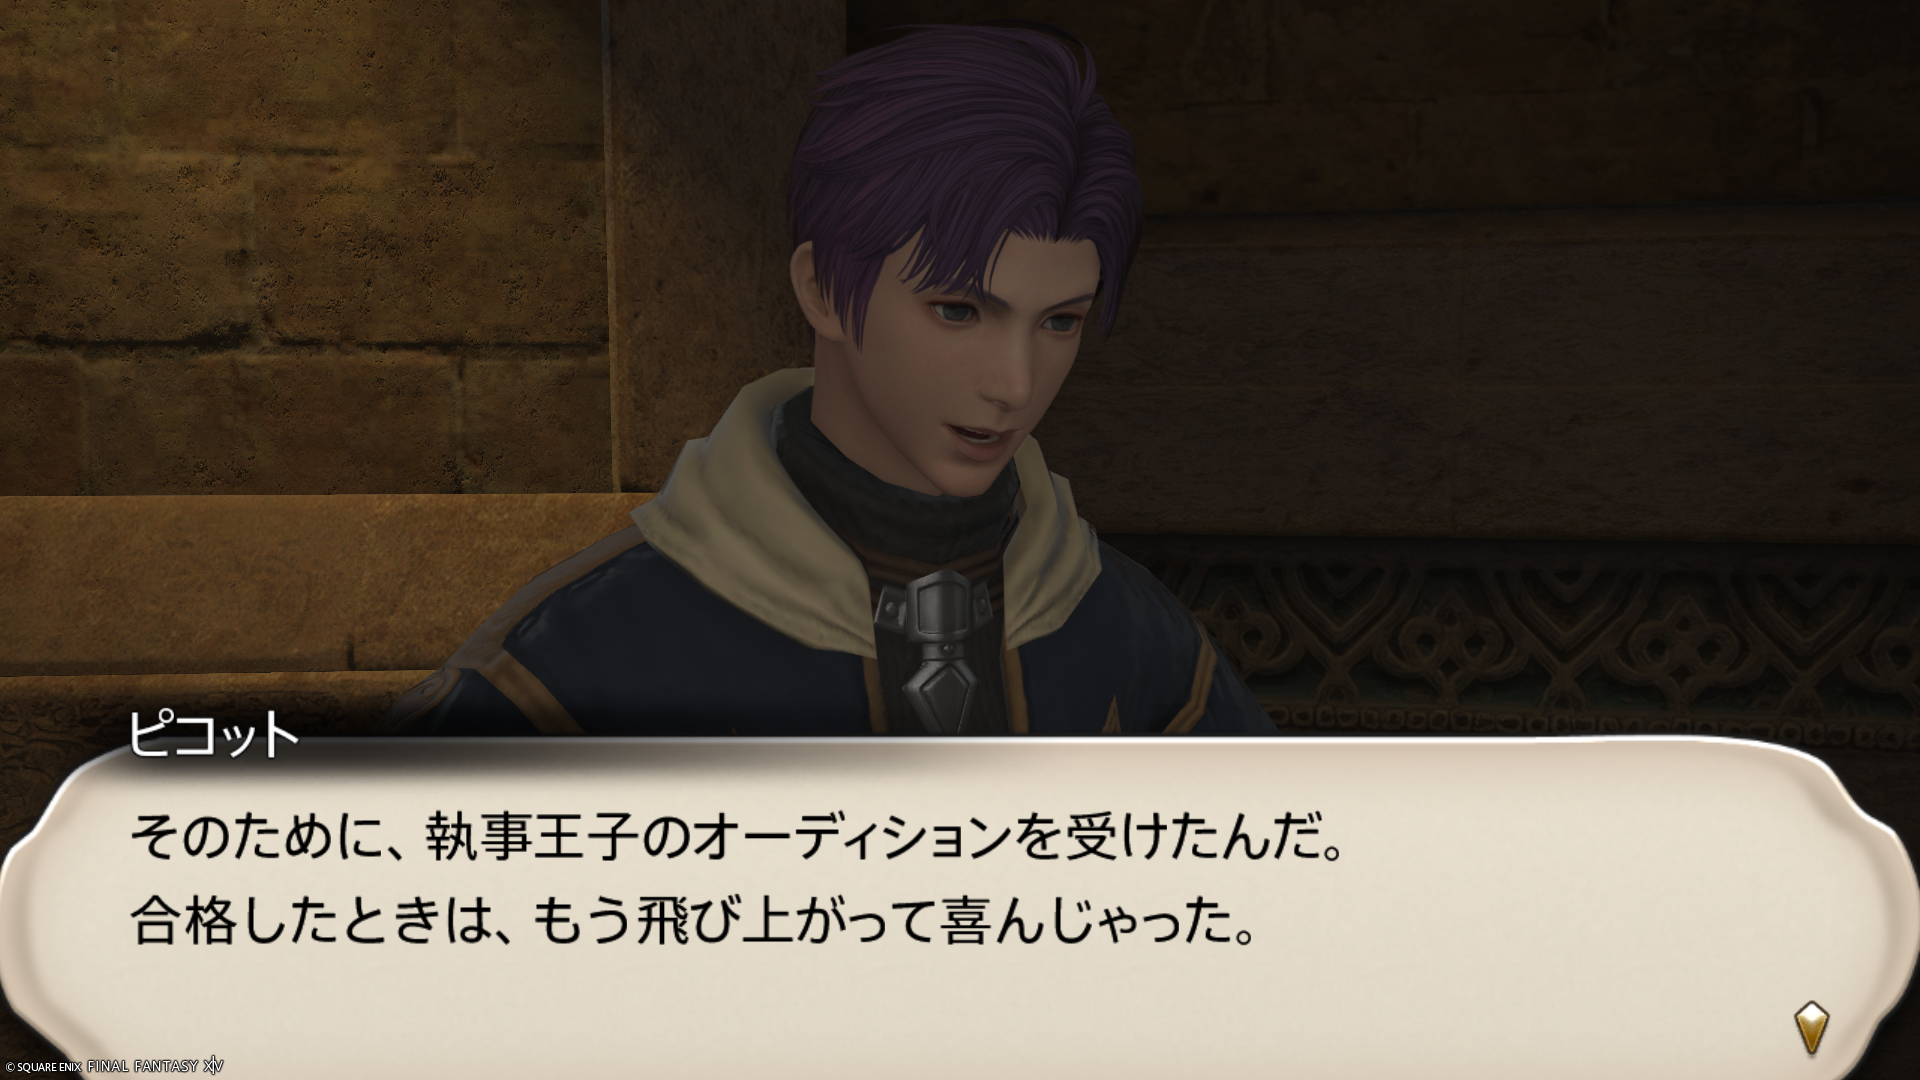 ピコット
そのために、執事王子のオーディションを受けたんだ。
合格したときは、もう飛び上がって喜んじゃった。
© SQUARE ENIX FINAL FANTASY XIV